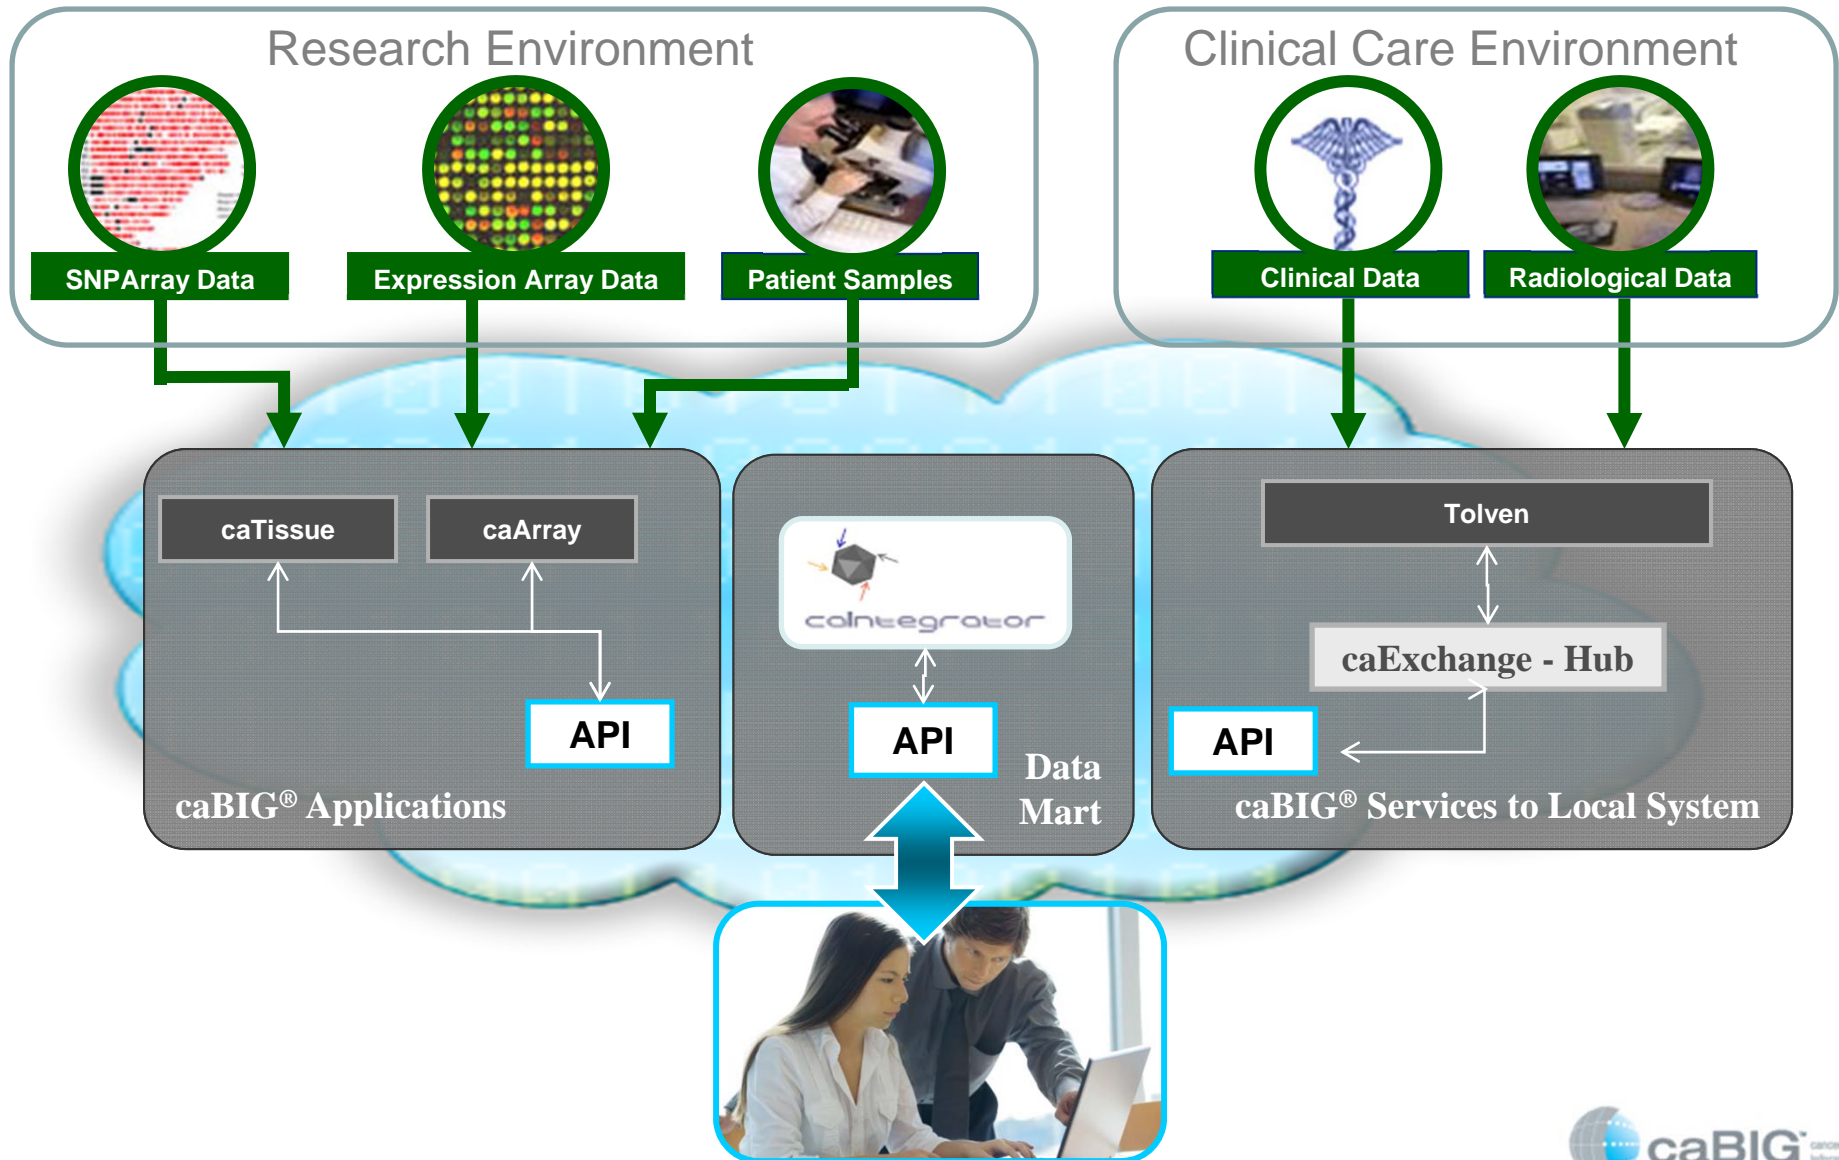 Research Environment
Clinical Care Environment
SNPArray Data
Expression Array Data
Patient Samples
Clinical Data
Radiological Data
caTissue
caArray
caIntegrator
Tolven
caExchange - Hub
API
API
API
caBIG® Applications
Data
Mart
caBIG® Services to Local System
caBIG™